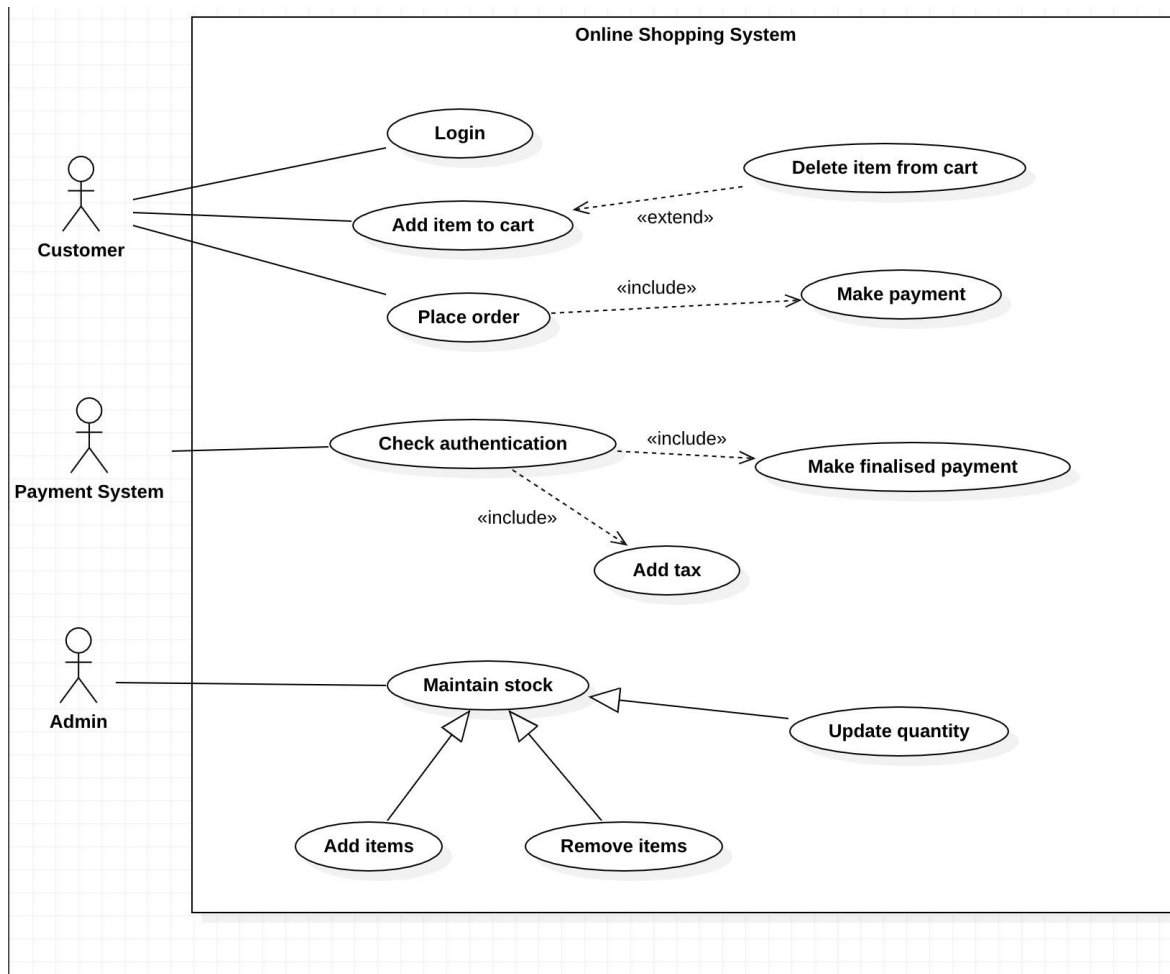 Online Shopping System
Login
Delete item from cart
Add item to cart
«extend»
Customer
«include»
Make payment
Place order
Check authentication
«include»
Make finalised payment
Payment System
«include»
Add tax
Maintain stock
Admin
Update quantity
Add items
Remove items